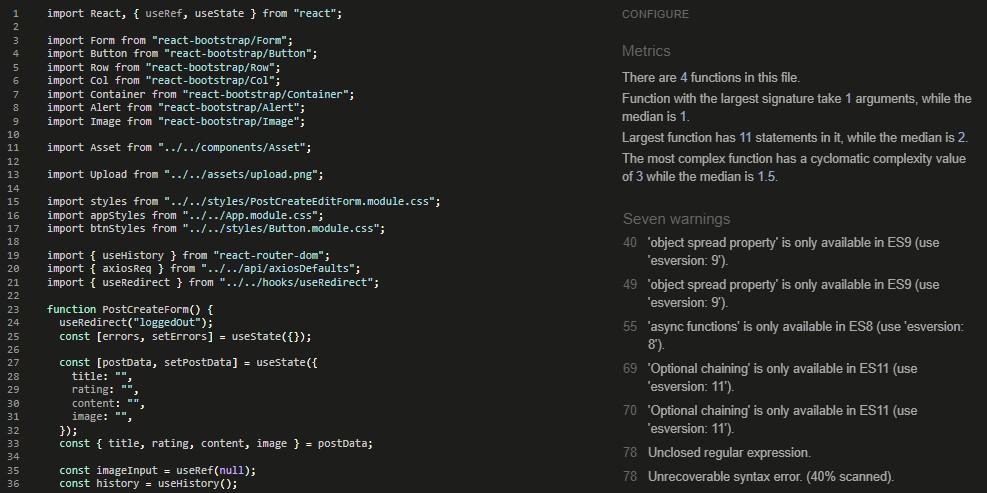 1 import React, { useRef, useState } from "react";
2
3 import Form from "react-bootstrap/Form";
4 import Button from "react-bootstrap/Button";
5 import Row from "react-bootstrap/Row";
6 import Col from "react-bootstrap/Col";
7 import Container from "react-bootstrap/Container";
8 import Alert from "react-bootstrap/Alert";
9 import Image from "react-bootstrap/Image";
10
11 import Asset from "../../components/Asset";
12
13 import Upload from "../../assets/upload.png";
14
15 import styles from "../../styles/PostCreateEditForm.module.css";
16 import appStyles from "../../App.module.css";
17 import btnStyles from "../../styles/Button.module.css";
18
19 import { useHistory } from "react-router-dom";
20 import { axiosReq } from "../../api/axiosDefaults";
21 import { useRedirect } from "../../hooks/useRedirect";
22
23 function PostCreateForm() {
24 useRedirect("loggedOut");
25 const [errors, setErrors] = useState({});
26
27 const [postData, setPostData] = useState({
28 title: "",
29 rating: "",
30 content: "",
31 image: "",
32 });
33 const { title, rating, content, image } = postData;
34
35 const imageInput = useRef(null);
36 const history = useHistory();
CONFIGURE
Metrics
There are 4 functions in this file.
Function with the largest signature take 1 arguments, while the
median is 1.
Largest function has 11 statements in it, while the median is 2.
The most complex function has a cyclomatic complexity value
of 3 while the median is 1.5.
Seven warnings
40 'object spread property' is only available in ES9 (use
'esversion: 9').
49 'object spread property' is only available in ES9 (use
'esversion: 9').
55 'async functions' is only available in ES8 (use 'esversion:
8').
69 'Optional chaining' is only available in ES11 (use
'esversion: 11').
70 'Optional chaining' is only available in ES11 (use
'esversion: 11').
78 Unclosed regular expression.
78 Unrecoverable syntax error. (40% scanned).